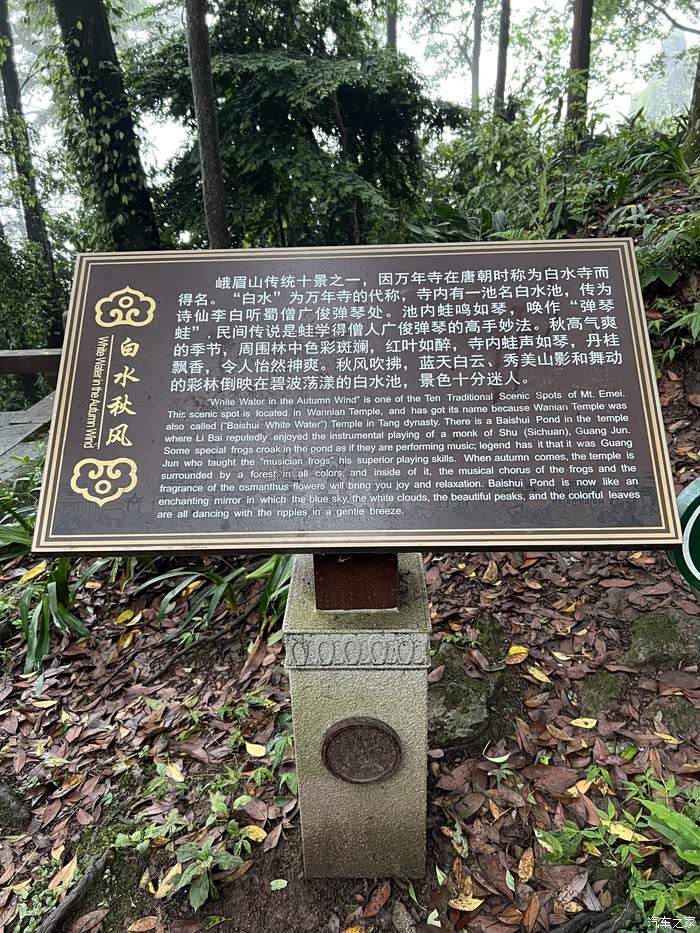 白水秋风
White Water in the Autumn Wind
峨眉山传统十景之一，因万年寺在唐朝时称为白水寺而
得名。“白水”为万年寺的代称，寺内有一池名白水池，传为
诗仙李白听蜀僧广俊弹琴处。池内蛙鸣如琴，唤作“弹琴
蛙”，民间传说是蛙学得僧人广俊弹琴的高手妙法。秋高气爽
的季节，周围林中色彩斑斓，红叶如醉，寺内蛙声如琴，丹桂
飘香，令人怡然神爽。秋风吹拂，蓝天白云、秀美山影和舞动
的彩林倒映在碧波荡漾的白水池，景色十分迷人。
"White Water in the Autumn Wind" is one of the Ten Traditional Scenic Spots of Mt. Emei.
This scenic spot is located in Wannian Temple, and has got its name because Wanian Temple was
also called ("Baishui White Water") Temple in Tang dynasty. There is a Baishui Pond in the temple
where Li Bai reputedly enjoyed the instrumental playing of a monk of Shu (Sichuan), Guang Jun.
Some special frogs croak in the pond as if they are performing music; legend has it that it was Guang
Jun who taught the "musician frogs" his superior playing skills. When autumn comes, the temple is
surrounded by a forest in all colors, and inside of it, the musical chorus of the frogs and the
fragrance of the osmanthus flowers will bring you joy and relaxation. Baishui Pond is now like an
enchanting mirror in which the blue sky, the white clouds, the beautiful peaks, and the colorful leaves
are all dancing with the ripples in a gentle breeze.
汽车之家